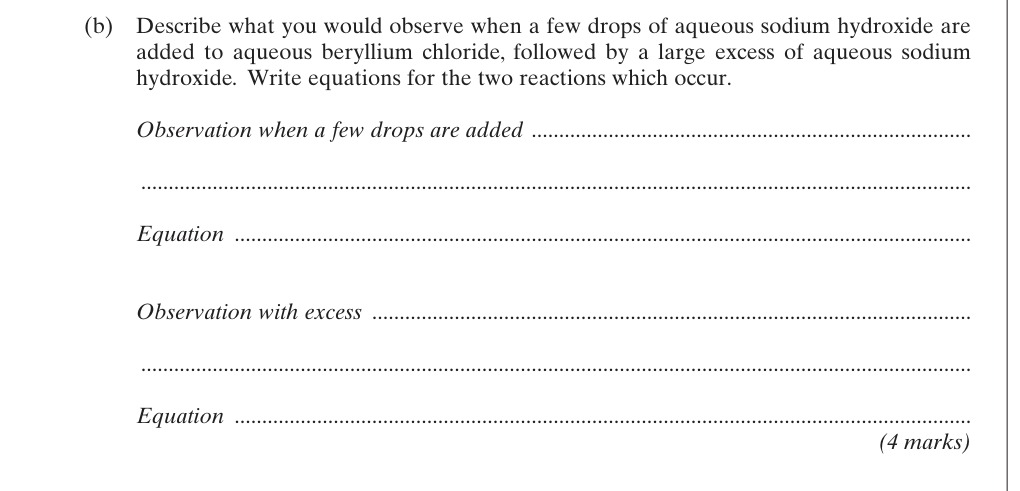 (b) Describe what you would observe when a few drops of aqueous sodium hydroxide are
added to aqueous beryllium chloride, followed by a large excess of aqueous sodium
hydroxide. Write equations for the two reactions which occur.
Observation when a few drops are added ................................................................................
.......................................................................................................................................................
Equation ......................................................................................................................................
Observation with excess .............................................................................................................
.......................................................................................................................................................
Equation ......................................................................................................................................
(4 marks)